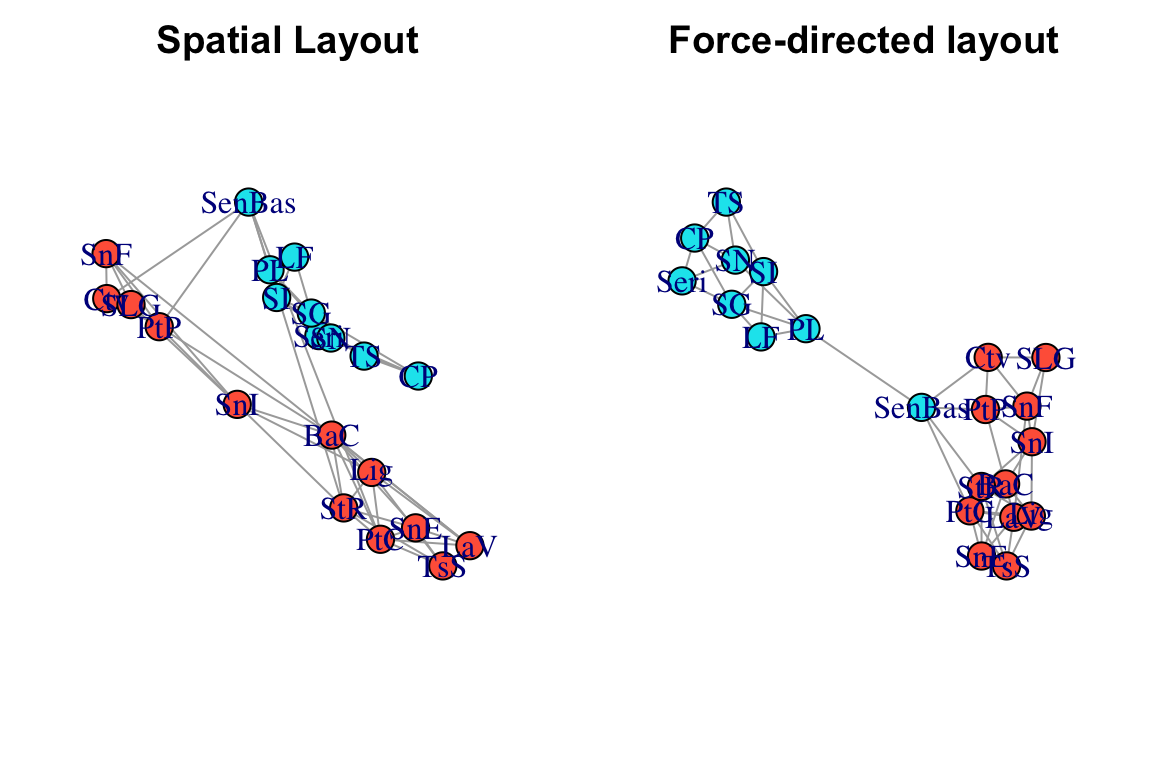 Spatial Layout
SenBas
SnF
LF
PL
SI
Ctv
SLG
SG
PtP
Seri
SN
TS
CP
SnI
BaC
Lig
StR
SnE
PtC
LaV
TsS
Force-directed layout
TS
CP
SN
SI
Seri
SG
LF
PL
Ctv
SLG
SenBas
PtP
SnF
SnI
StR
BaC
PtC
LaV
Lig
SnE
TsS